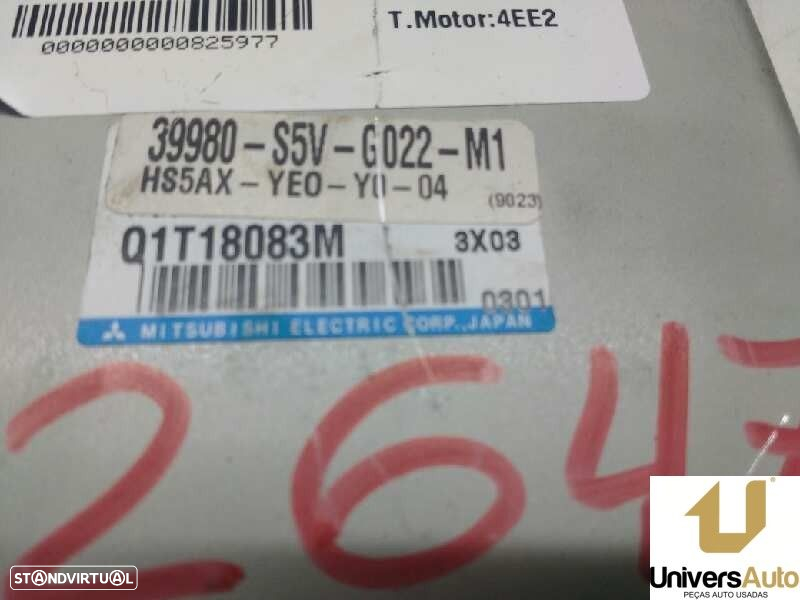 T.Motor:4EE2
0000000000825977
39980-S5V-G022-M1
HS5AX-YEO-Y0-04
(9023)
Q1T18083M
3X03
0301
MITSUBISHI ELECTRIC CORP., JAPAN
2647
STANDVIRTUAL
UniversAuto
PEÇAS AUTO USADAS